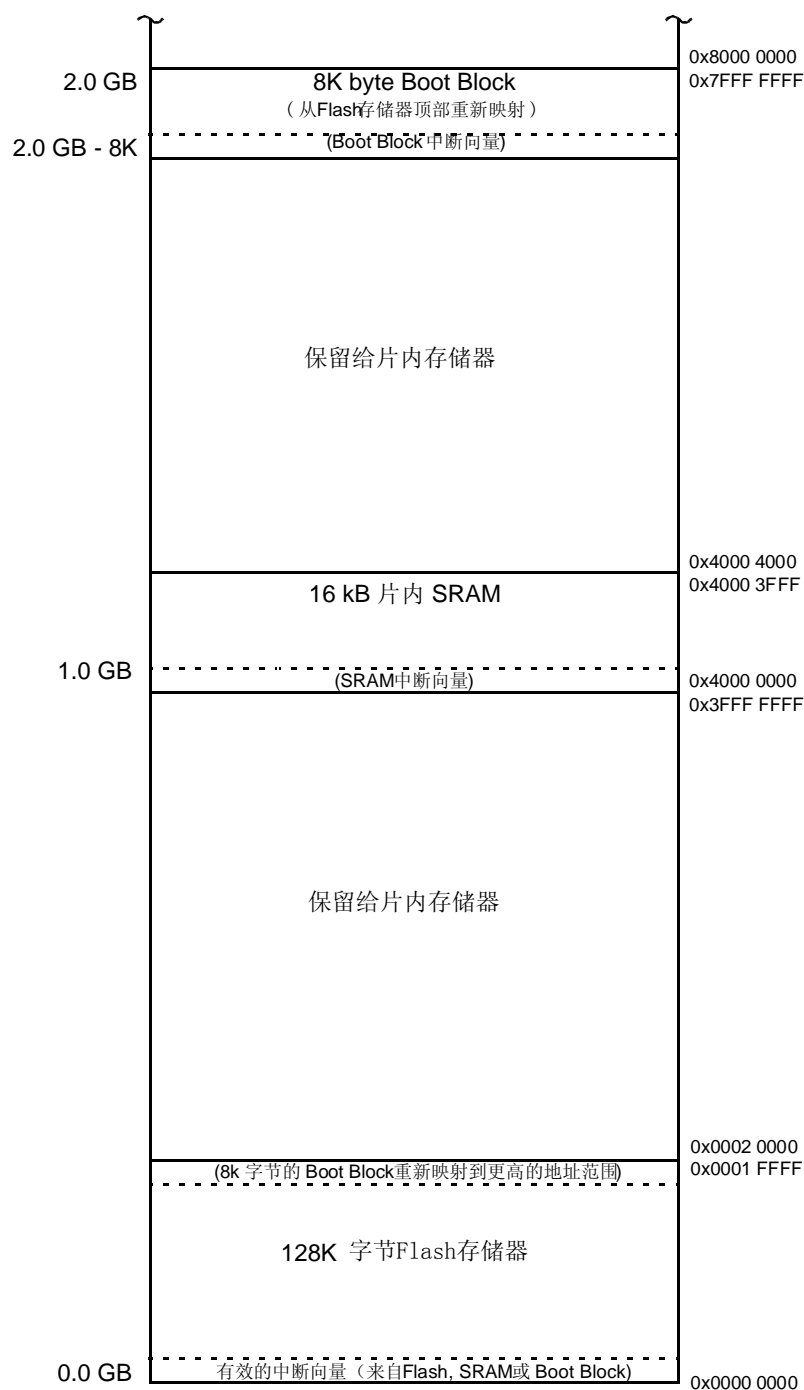 0x8000 0000
2.0 GB
8K byte Boot Block
0x7FFF FFFF
（从Flash存储器顶部重新映射）
2.0 GB - 8K
(Boot Block 中断向量)
保留给片内存储器
0x4000 4000
16 kB 片内 SRAM
0x4000 3FFF
1.0 GB
(SRAM中断向量)
0x4000 0000
0x3FFF FFFF
保留给片内存储器
0x0002 0000
(8k 字节的 Boot Block重新映射到更高的地址范围)
0x0001 FFFF
128K 字节Flash存储器
0.0 GB
有效的中断向量（来自Flash, SRAM或 Boot Block)
0x0000 0000